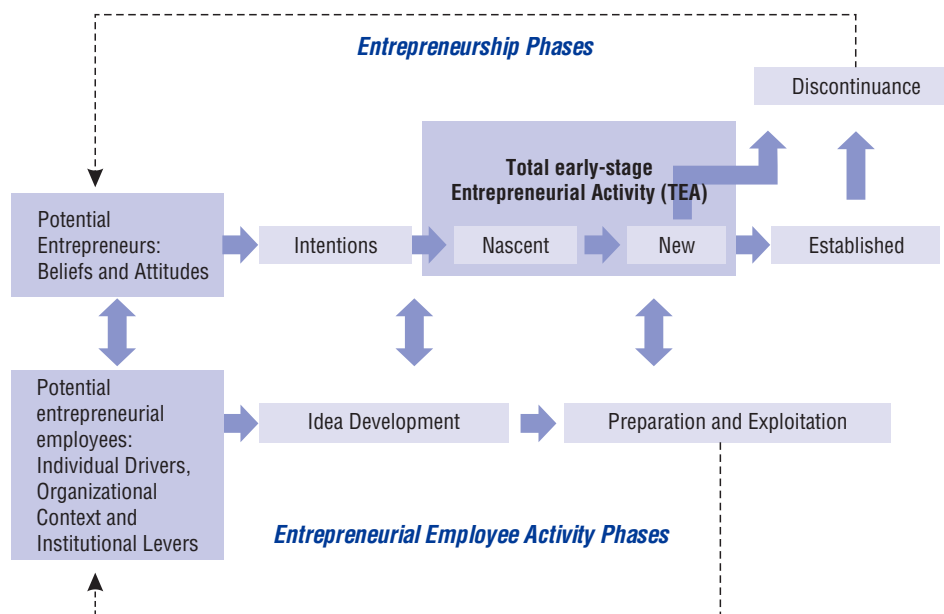 Entrepreneurship Phases
Discontinuance
Total early-stage
Entrepreneurial Activity (TEA)
Potential
Entrepreneurs:
Beliefs and Attitudes
Intentions
Nascent
New
Established
Potential
entrepreneurial
employees:
Individual Drivers,
Organizational
Context and
Institutional Levers
Idea Development
Preparation and Exploitation
Entrepreneurial Employee Activity Phases